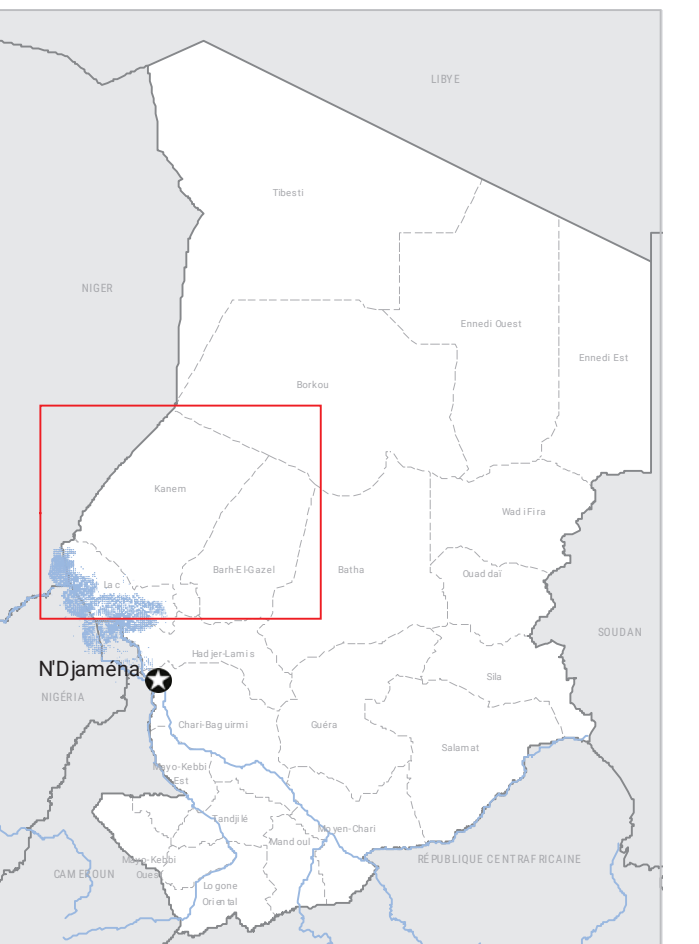 LIBYE
Tibesti
NIGER
Ennedi Ouest
Ennedi Est
Borkou
Kanem
Wadi Fira
Barh-El-Gazel
Batha
Ouaddaï
Lac
SOUDAN
Hadjer-Lamis
N'Djaména
Sila
NIGÉRIA
Chari-Baguirmi
Guéra
Salamat
Mayo-Kebbi
Est
Tandjilé
Moyen-Chari
Mandoul
Mayo-Kebbi
Ouest
RÉPUBLIQUE CENTRAFRICAINE
CAMEROUN
Logone
Oriental